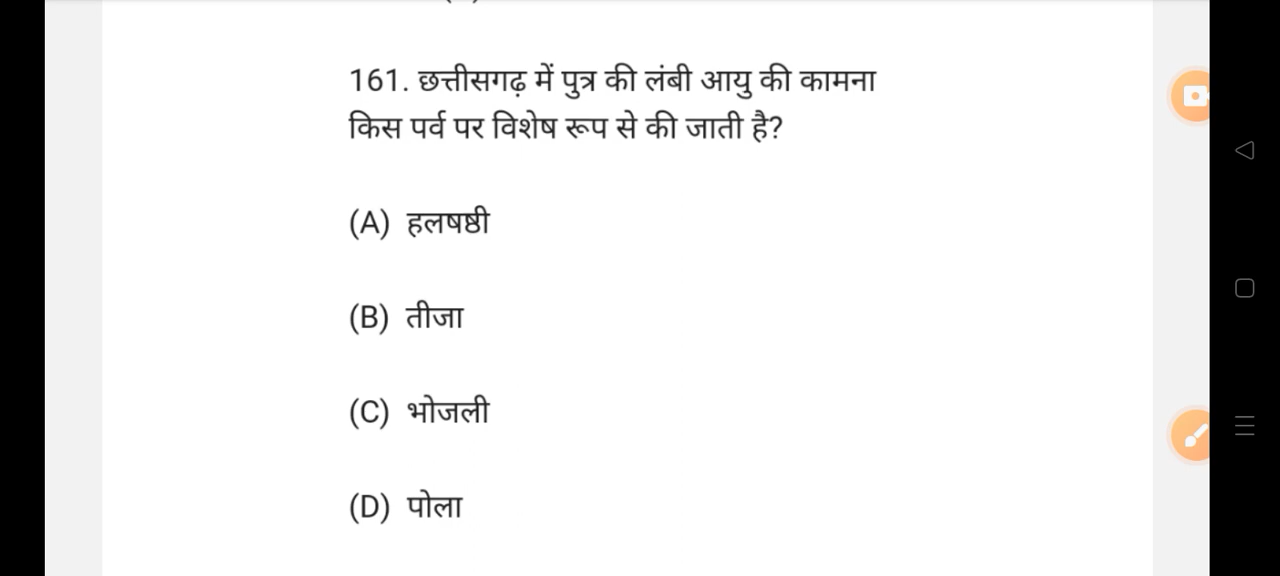 161. छत्तीसगढ़ में पुत्र की लंबी आयु की कामना
किस पर्व पर विशेष रूप से की जाती है?
(A) हलषष्ठी
(B) तीजा
(C) भोजली
(D) पोला